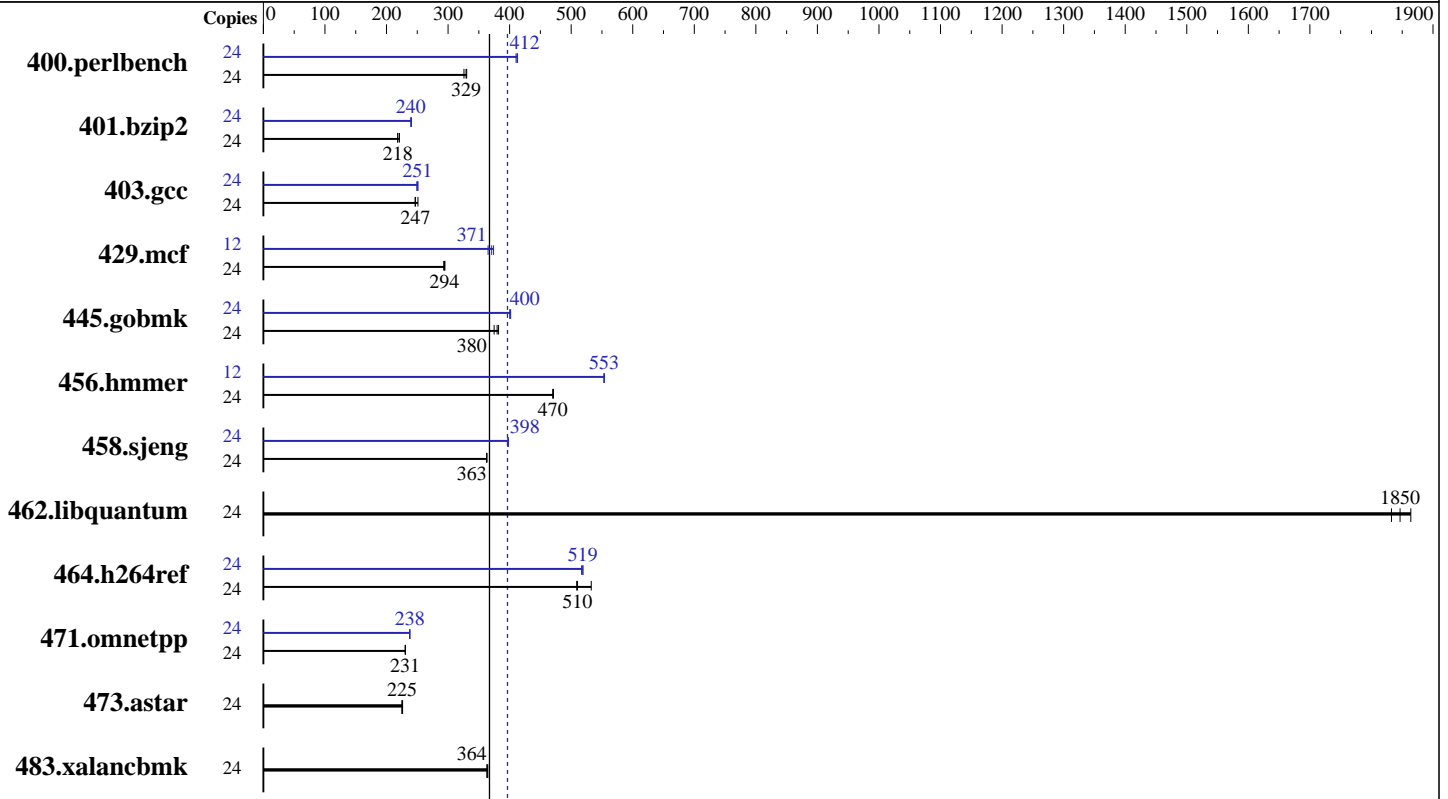 Copies 0 100 200 300 400 500 600 700 800 900 1000 1100 1200 1300 1400 1500 1600 1700 1900
400.perlbench 24 412
24 329
401.bzip2 24 240
24 218
403.gcc 24 251
24 247
429.mcf 12 371
24 294
445.gobmk 24 400
24 380
456.hmmer 12 553
24 470
458.sjeng 24 398
24 363
462.libquantum 24 1850
464.h264ref 24 519
24 510
471.omnetpp 24 238
24 231
473.astar 24 225
483.xalancbmk 24 364